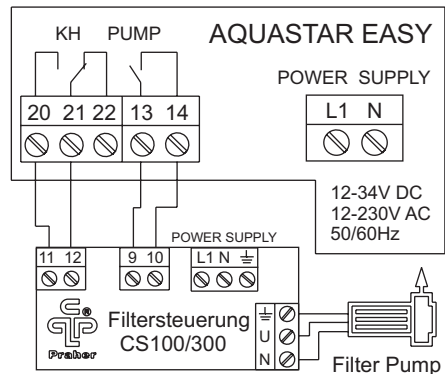 KH PUMP AQUASTAR EASY
POWER SUPPLY
20 21 22 13 14
L1 N
12-34V DC
12-230V AC
50/60Hz
11 12 9 10 POWER SUPPLY
L1 N ⏚
Praher
®
Filtersteuerung
CS100/300
⏚
U
N
Filter Pump